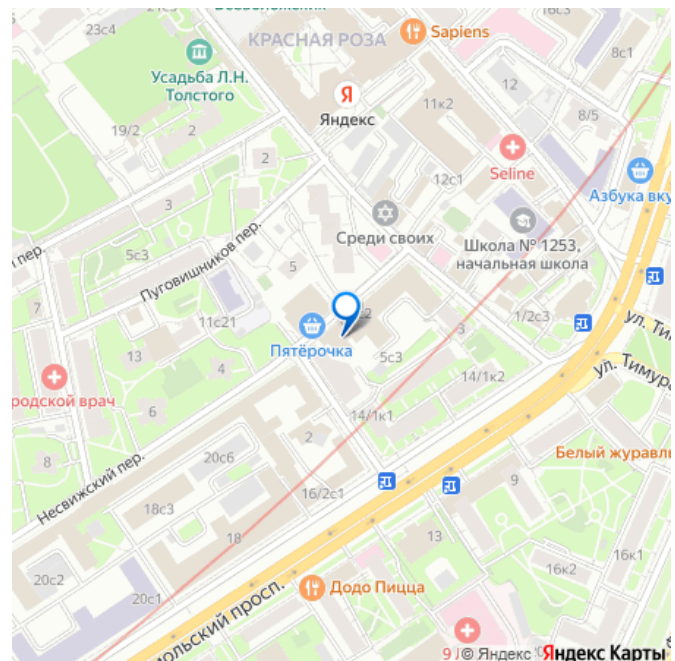 23с4
КРАСНАЯ РОЗА
Sapiens
16с3
8с1
Усадьба Л.Н.
Толстого
Я
Яндекс
11к2
12
8/5
19/2
2
2
Seline
Азбука вку
12с1
3
Среди своих
Школа № 1253,
начальная школа
пер.
5с3
Пуговишников пер.
5
7
11с21
1/2с3
ул. Ти
Пятёрочка
5с3
3
13
4
ул. Тимура
родской врач
14/1к2
6
14/1к1
8
2
Белый журавл
20с6
Несвижский пер.
16/2с1
9
18с3
18
13
16к1
16к2
20с2
20с1
Додо Пицца
мольский просп.
9
© Яндекс Яндекс Карты